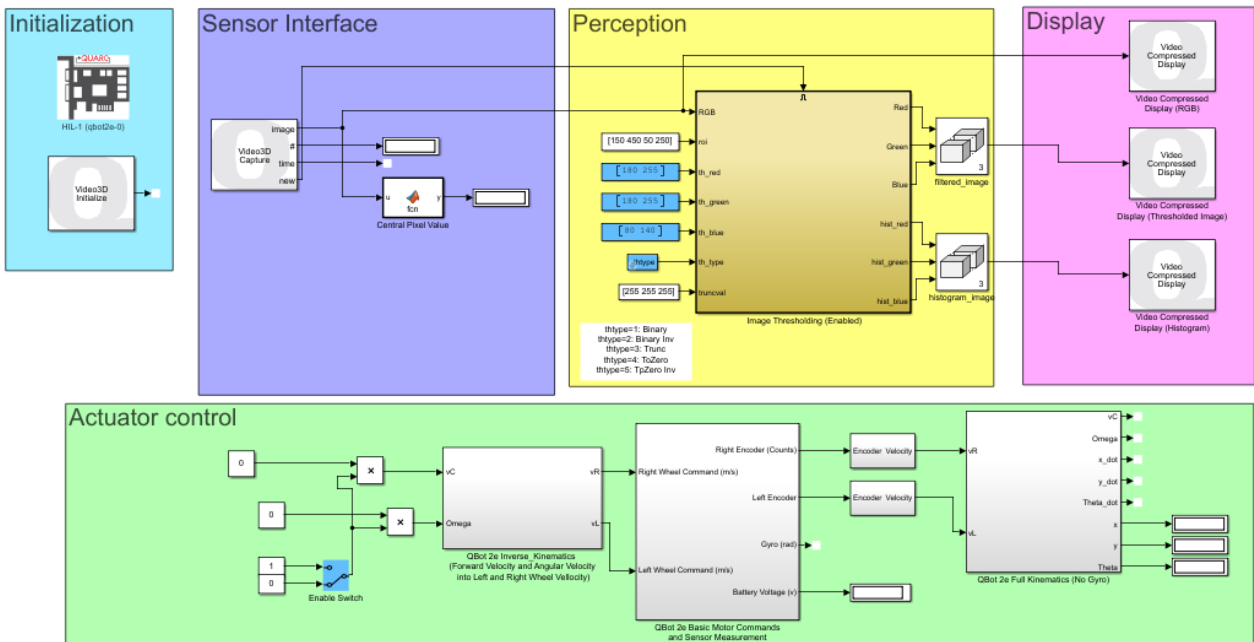 Initialization
QUARC
HIL-1 (qbot2e-0)
Video3D
Initialize
Sensor Interface
Video3D
Capture
image
#
time
new
u
fcn
y
Central Pixel Value
Perception
[150 450 50 250]
[ 180 255 ]
[ 180 255 ]
[ 80 140 ]
thtype
[255 255 255]
RGB
roi
th_red
th_green
th_blue
th_type
truncval
Red
Green
Blue
hist_red
hist_green
hist_blue
Image Thresholding (Enabled)
3
filtered_image
3
histogram_image
thtype=1: Binary
thtype=2: Binary Inv
thtype=3: Trunc
thtype=4: ToZero
thtype=5: TpZero Inv
Display
Video
Compressed
Display
Video Compressed
Display (RGB)
Video
Compressed
Display
Video Compressed
Display (Thresholded Image)
Video
Compressed
Display
Video Compressed
Display (Histogram)
Actuator control
0
0
1
0
Enable Switch
×
×
vC
Omega
vR
vL
QBot 2e Inverse_Kinematics
(Forward Velocity and Angular Velocity
into Left and Right Wheel Vellocity)
Right Wheel Command (m/s)
Left Wheel Command (m/s)
Right Encoder (Counts)
Left Encoder
Gyro (rad)
Battery Voltage (v)
QBot 2e Basic Motor Commands
and Sensor Measurement
Encoder Velocity
Encoder Velocity
vR
vL
vC
Omega
x_dot
y_dot
Theta_dot
x
y
Theta
QBot 2e Full Kinematics (No Gyro)